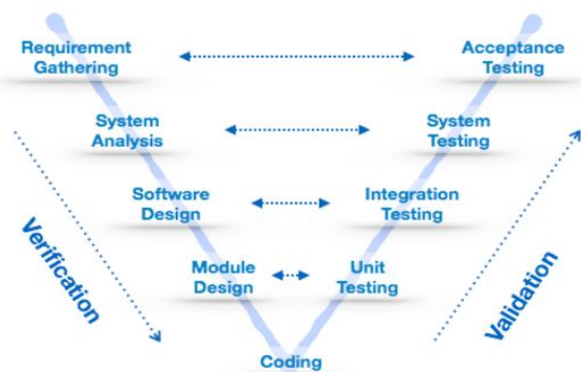 Requirement
Gathering
Acceptance
Testing
System
Analysis
System
Testing
Software
Design
Integration
Testing
Module
Design
Unit
Testing
Verification
Validation
Coding